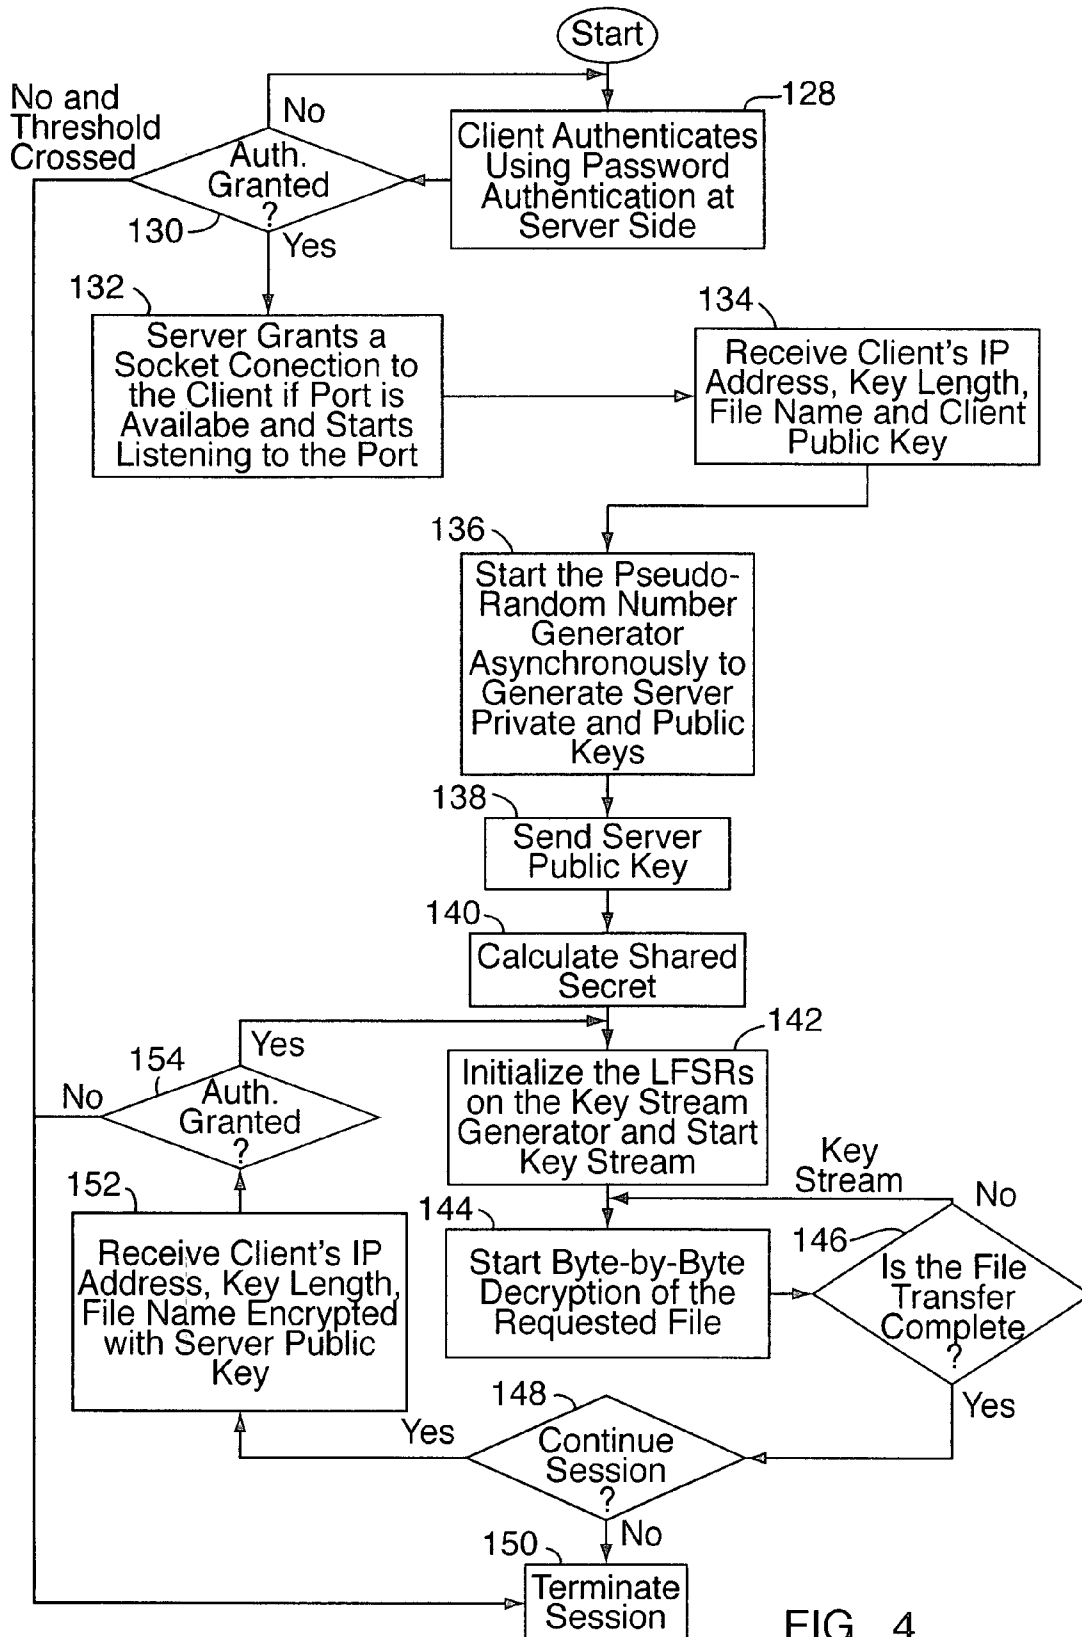 Start
No and
Threshold
Crossed
No
128
Client Authenticates
Using Password
Authentication at
Server Side
Auth.
Granted
?
130
Yes
132
Server Grants a
Socket Conection to
the Client if Port is
Availabe and Starts
Listening to the Port
134
Receive Client's IP
Address, Key Length,
File Name and Client
Public Key
136
Start the Pseudo-
Random Number
Generator
Asynchronously to
Generate Server
Private and Public
Keys
138
Send Server
Public Key
140
Calculate Shared
Secret
142
Initialize the LFSRs
on the Key Stream
Generator and Start
Key Stream
Yes
154
No
Auth.
Granted
?
Key
Stream
No
144
Start Byte-by-Byte
Decryption of the
Requested File
146
Is the File
Transfer
Complete
?
Yes
152
Receive Client's IP
Address, Key Length,
File Name Encrypted
with Server Public
Key
148
Continue
Session
?
Yes
No
150
Terminate
Session
FIG. 4